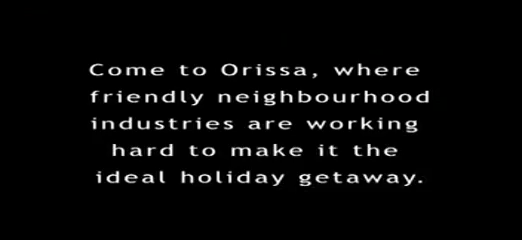 Come to Orissa, where
friendly neighbourhood
industries are working
hard to make it the
ideal holiday getaway.